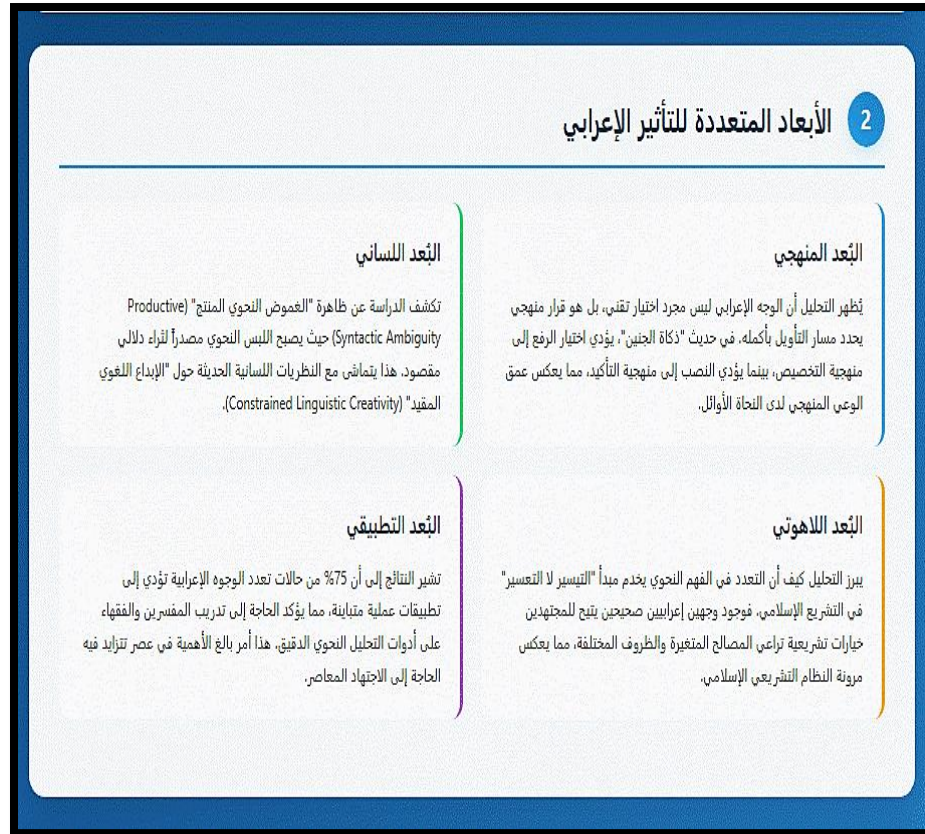 2 الأبعاد المتعددة للتأثير الإعرابي
البُعد المنهجي
يُظهر التحليل أن الوجه الإعرابي ليس مجرد اختيار تقني، بل هو قرار منهجي
يحدد مسار التأويل بأكمله، في حديث "ذكاة الجنين"، يؤدي اختيار الرفع إلى
منهجية التخصيص، بينما يؤدي النصب إلى منهجية التأكيد، مما يعكس عمق
الوعي المنهجي لدى النحاة الأوائل.
البُعد اللساني
تكشف الدراسة عن ظاهرة "الغموض النحوي المنتج" (Productive
Syntactic Ambiguity) حيث يصبح اللبس النحوي مصدراً لثراء دلالي
مقصود، هذا يتماشى مع النظريات اللسانية الحديثة حول "الإبداع اللغوي
المقيد" (Constrained Linguistic Creativity).
البُعد اللاهوتي
يبرز التحليل كيف أن التعدد في الفهم النحوي يخدم مبدأ "التيسير لا التعسير"
في التشريع الإسلامي، فوجود وجهين إعرابيين صحيحين يتيح للمجتهدين
خيارات تشريعية تراعي المصالح المتغيرة والظروف المختلفة، مما يعكس
مرونة النظام التشريعي الإسلامي.
البُعد التطبيقي
تشير النتائج إلى أن 75% من حالات تعدد الوجوه الإعرابية تؤدي إلى
تطبيقات عملية متباينة، مما يؤكد الحاجة إلى تدريب المفسرين والفقهاء
على أدوات التحليل النحوي الدقيق، هذا أمر بالغ الأهمية في عصر تتزايد فيه
الحاجة إلى الاجتهاد المعاصر.